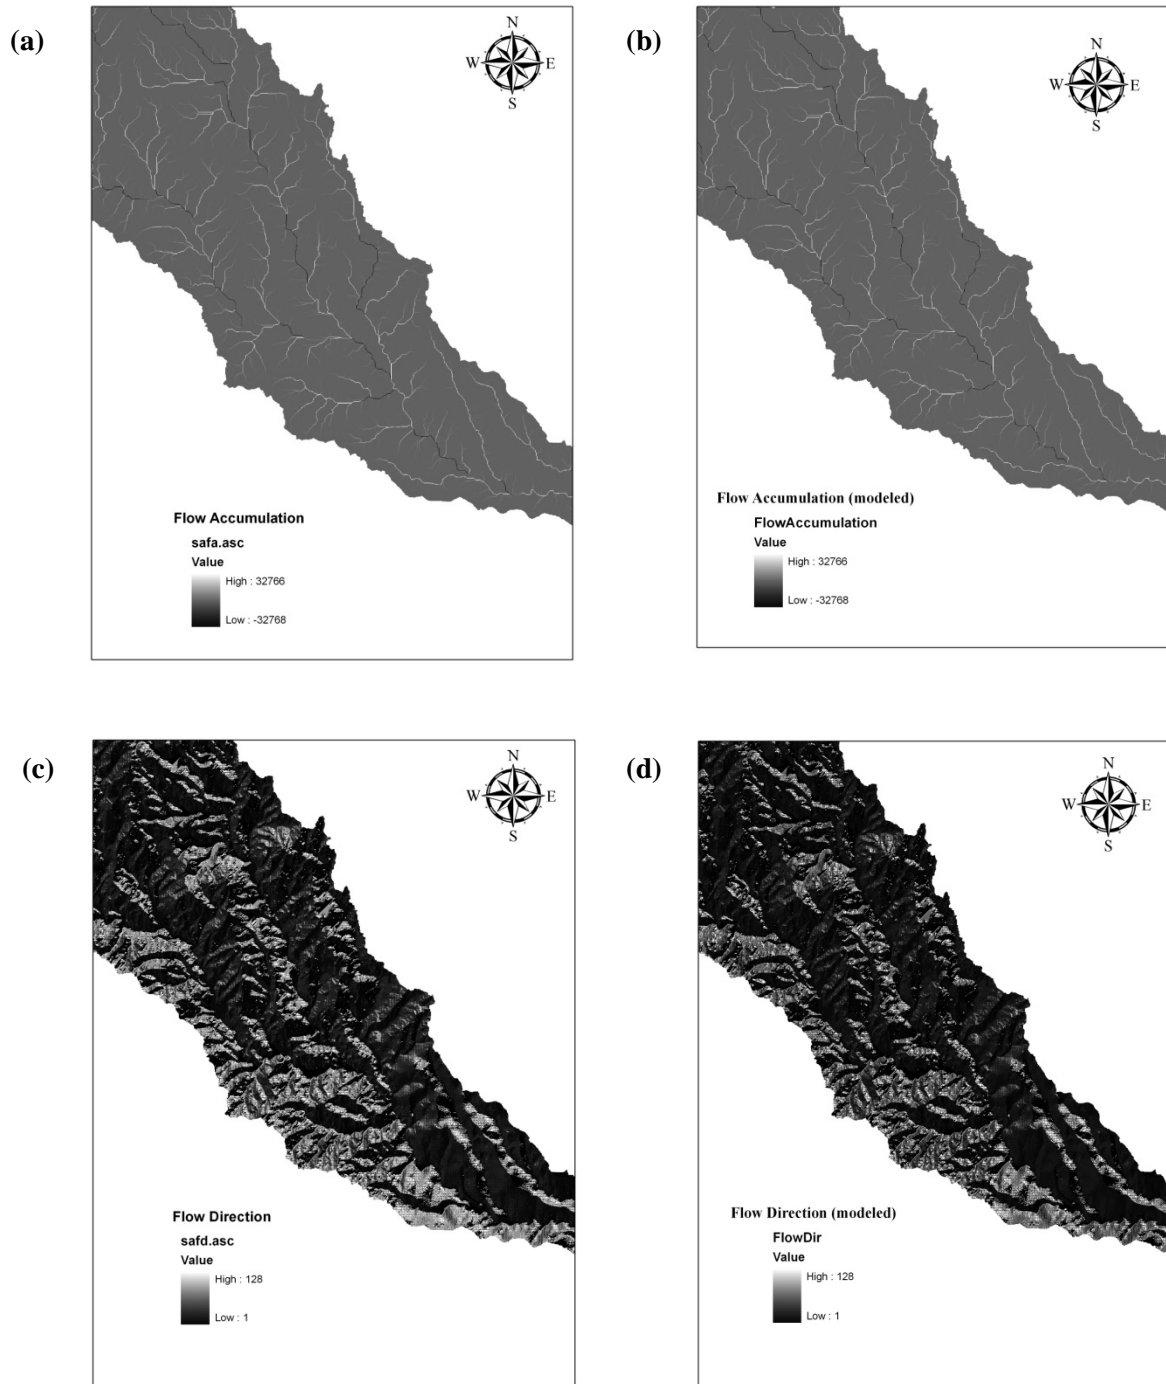 (a)
N
W E
S
Flow Accumulation
safa.asc
Value
High : 32766
Low : -32768
(b)
N
W E
S
Flow Accumulation (modeled)
FlowAccumulation
Value
High : 32766
Low : -32768
(c)
N
W E
S
Flow Direction
safd.asc
Value
High : 128
Low : 1
(d)
N
W E
S
Flow Direction (modeled)
FlowDir
Value
High : 128
Low : 1